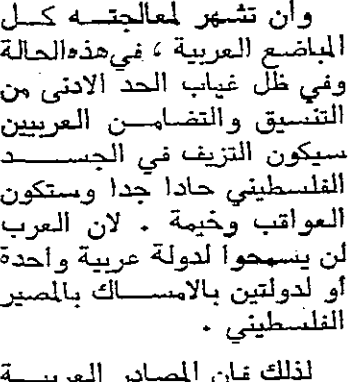 وان تشهر لمعالجته كل
المباضع العربية ، في هذه الحالة
وفي ظل غياب الحد الادنى من
التنسيق والتضامن العربيين
سيكون النزيف في الجسد
الفلسطيني حادا جدا وستكون
العواقب وخيمة . لان العرب
لن يسمحوا لدولة عربية واحدة
أو لدولتين بالامساك بالمصير
الفلسطيني .
لذلك فان المصادر العربية